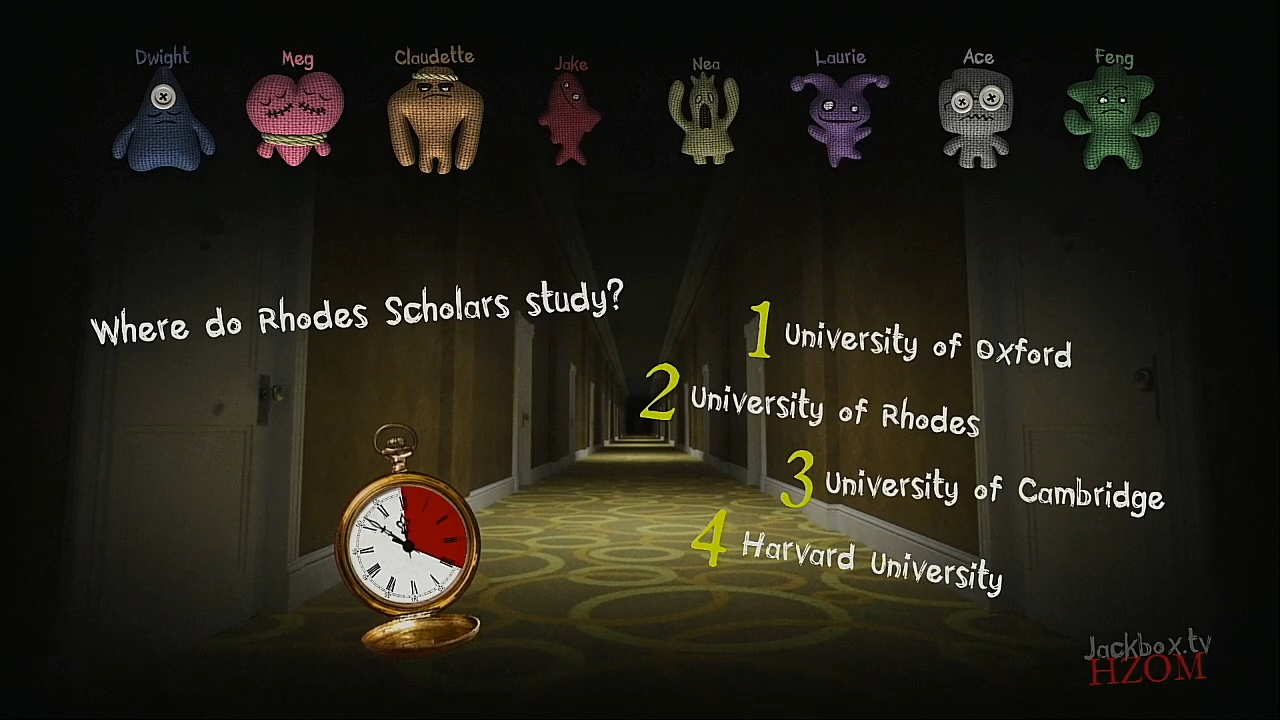 Dwight
Meg
Claudette
Jake
Nea
Laurie
Ace
Feng
Where do Rhodes Scholars study?
1 University of Oxford
2 University of Rhodes
3 University of Cambridge
4 Harvard University
Jackbox.tv
HZOM